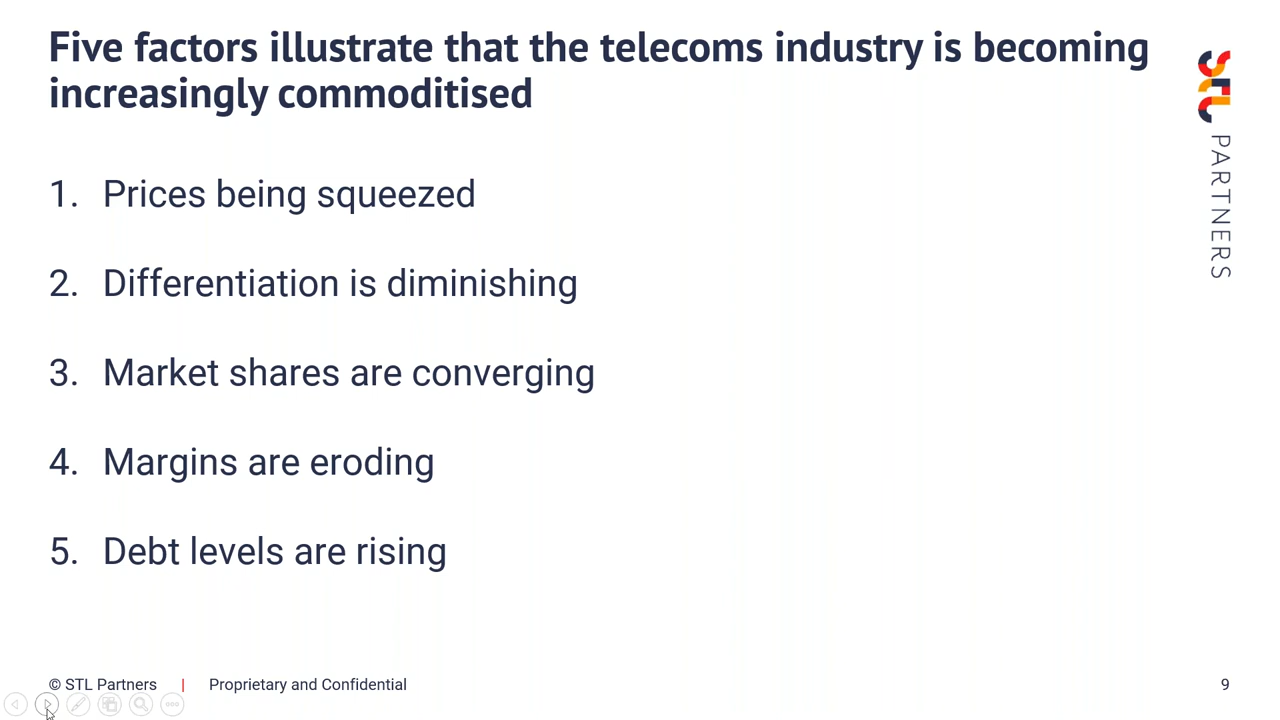 Five factors illustrate that the telecoms industry is becoming
increasingly commoditised
STL PARTNERS
1. Prices being squeezed
2. Differentiation is diminishing
3. Market shares are converging
4. Margins are eroding
5. Debt levels are rising
© STL Partners | Proprietary and Confidential
9